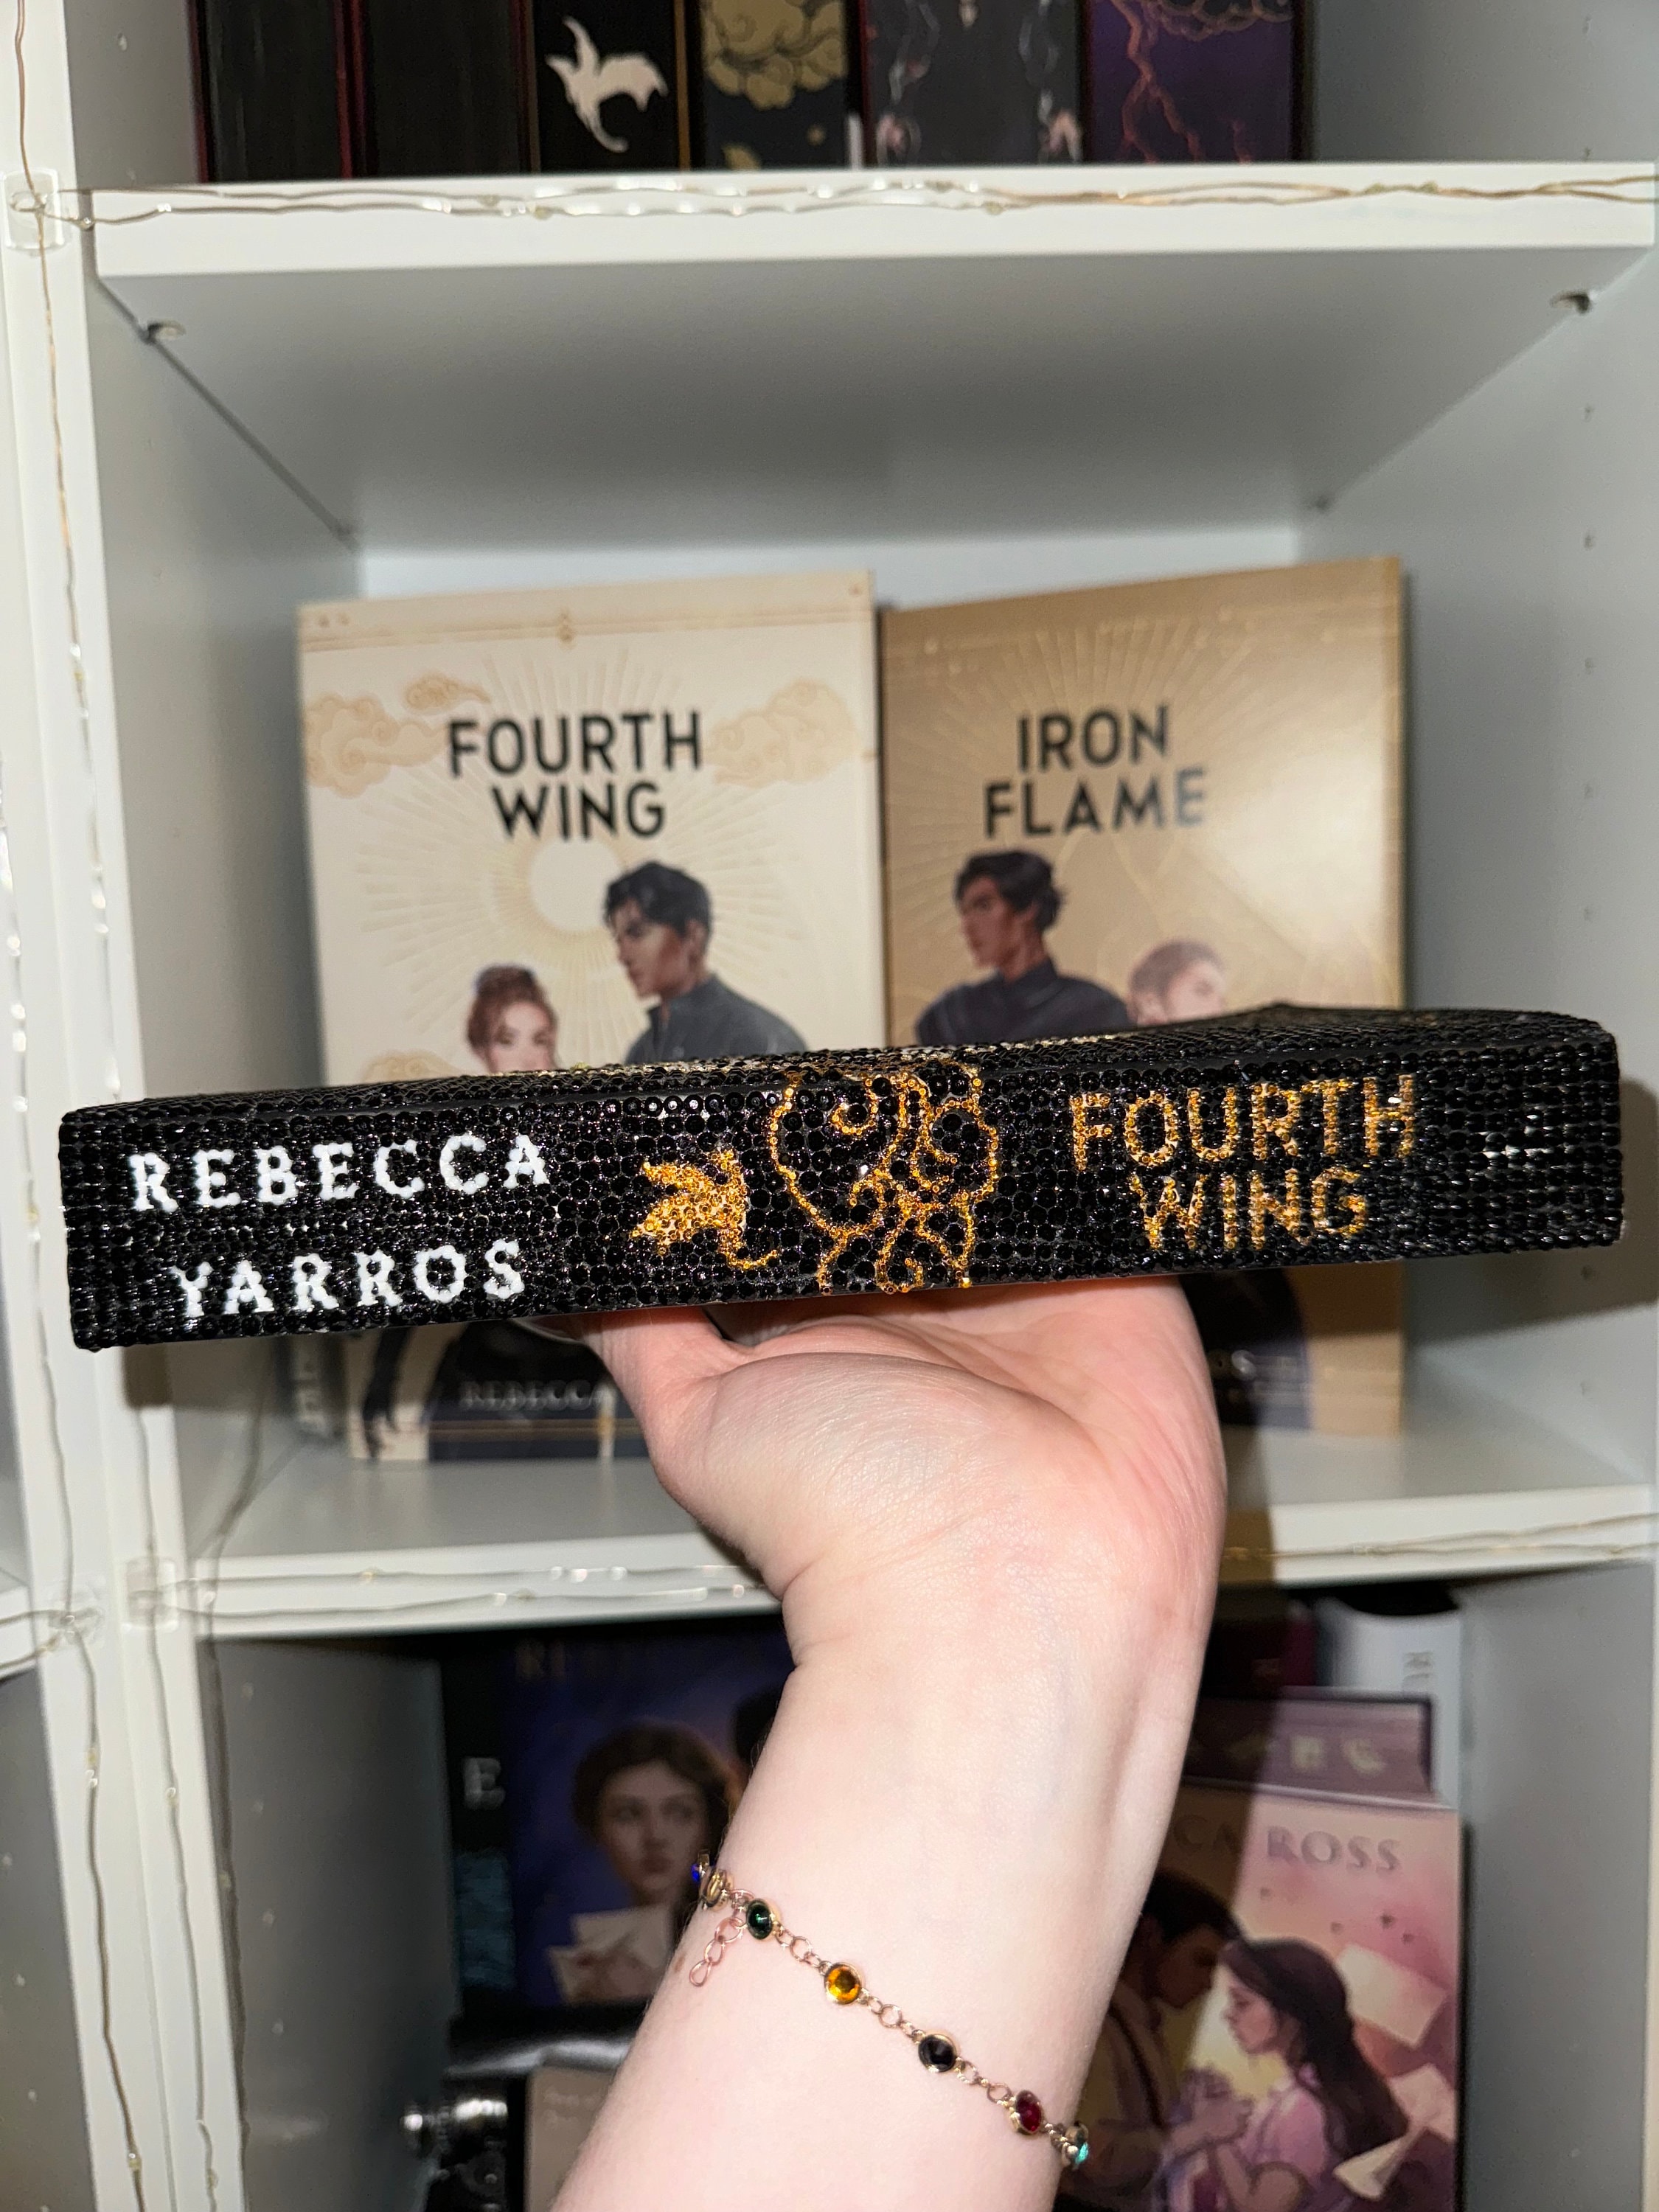 FOURTH
WING
IRON
FLAME
REBECCA
YARROS
FOURTH
WING
REBECCA
E
ROSS